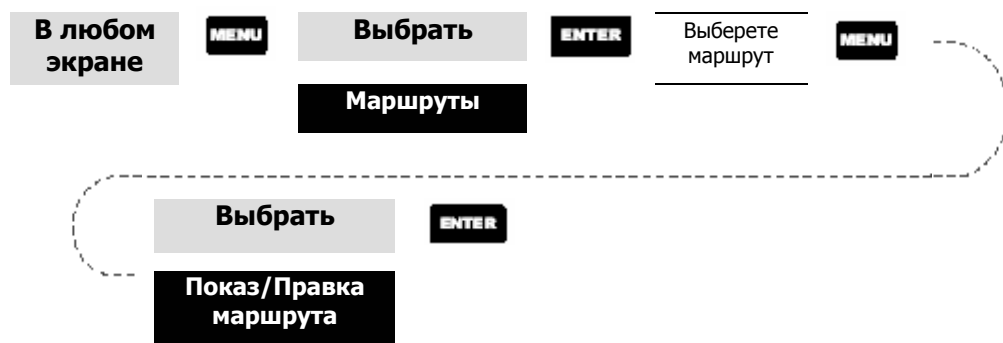 В любом
экране
MENU
Выбрать
Маршруты
ENTER
Выберете
маршрут
MENU
Выбрать
Показ/Правка
маршрута
ENTER